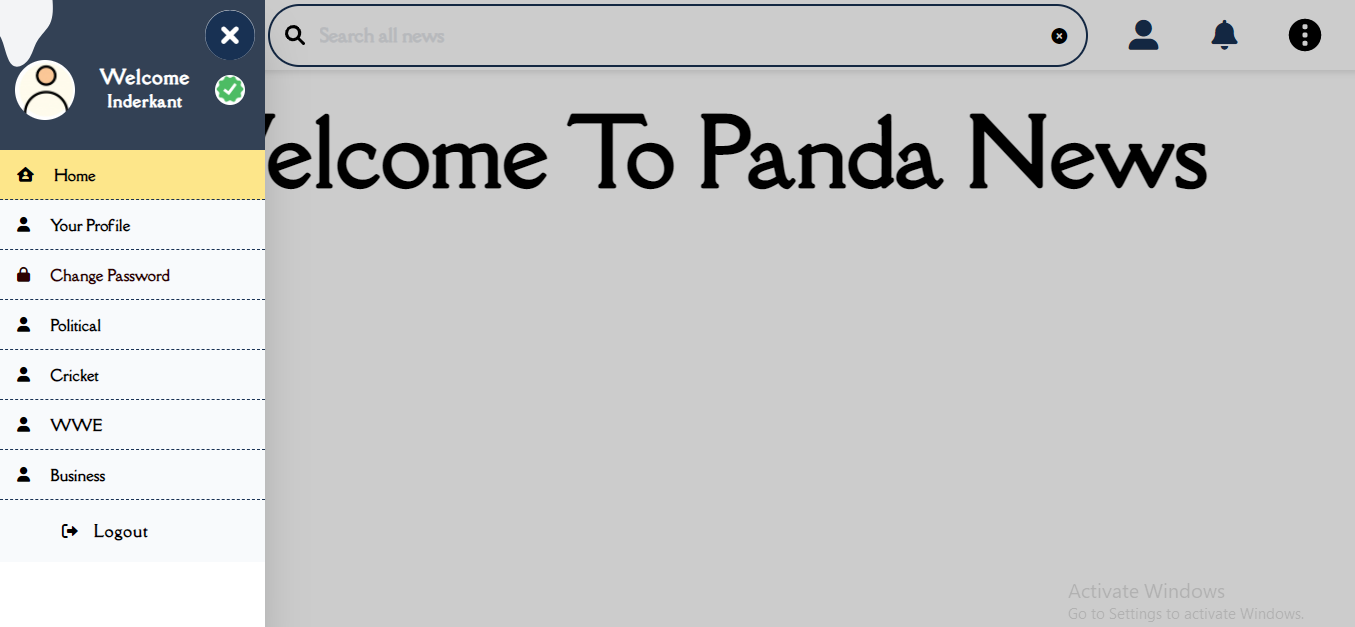 Search all news
Welcome
Inderkant
elcome To Panda News
Home
Your Profile
Change Password
Political
Cricket
WWE
Business
Logout
Activate Windows
Go to Settings to activate Windows.